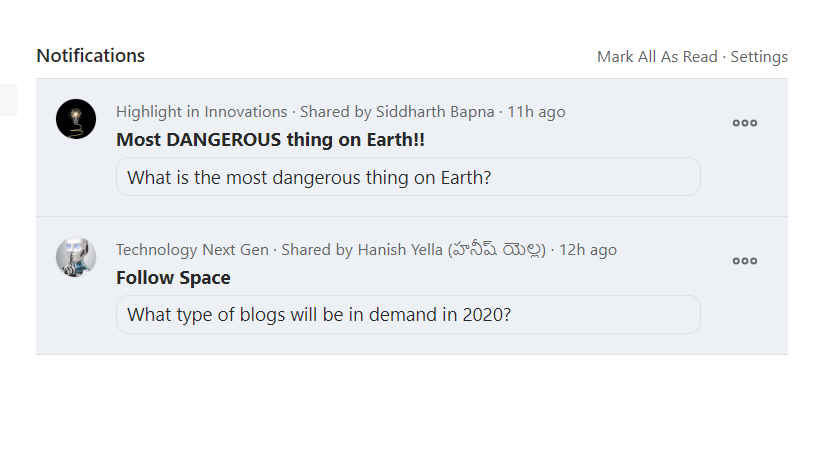 Notifications
Mark All As Read · Settings
Highlight in Innovations · Shared by Siddharth Bapna · 11h ago
Most DANGEROUS thing on Earth!!
What is the most dangerous thing on Earth?
Technology Next Gen · Shared by Hanish Yella (హనీష్ యెల్ల) · 12h ago
Follow Space
What type of blogs will be in demand in 2020?